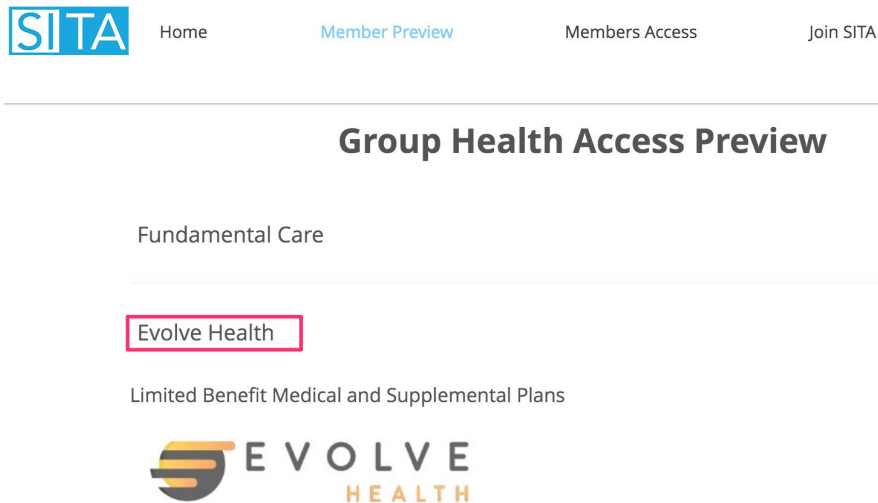 SITA Home Member Preview Members Access Join SITA
Group Health Access Preview
Fundamental Care
Evolve Health
Limited Benefit Medical and Supplemental Plans
EVOLVE
HEALTH